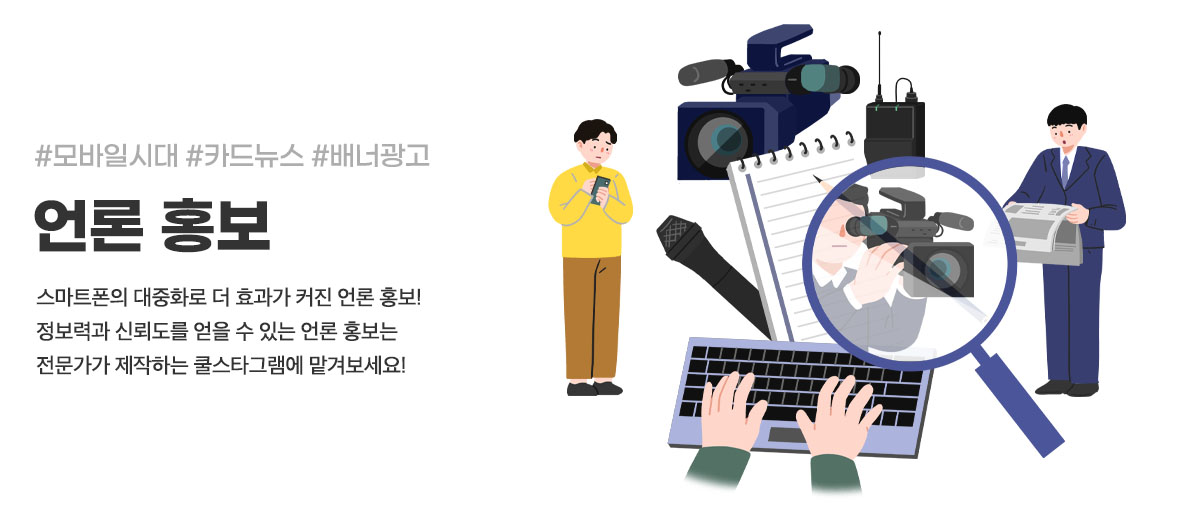 #모바일시대 #카드뉴스 #배너광고
언론 홍보
스마트폰의 대중화로 더 효과가 커진 언론 홍보!
정보력과 신뢰도를 얻을 수 있는 언론 홍보는
전문가가 제작하는 쿨스타그램에 맡겨보세요!